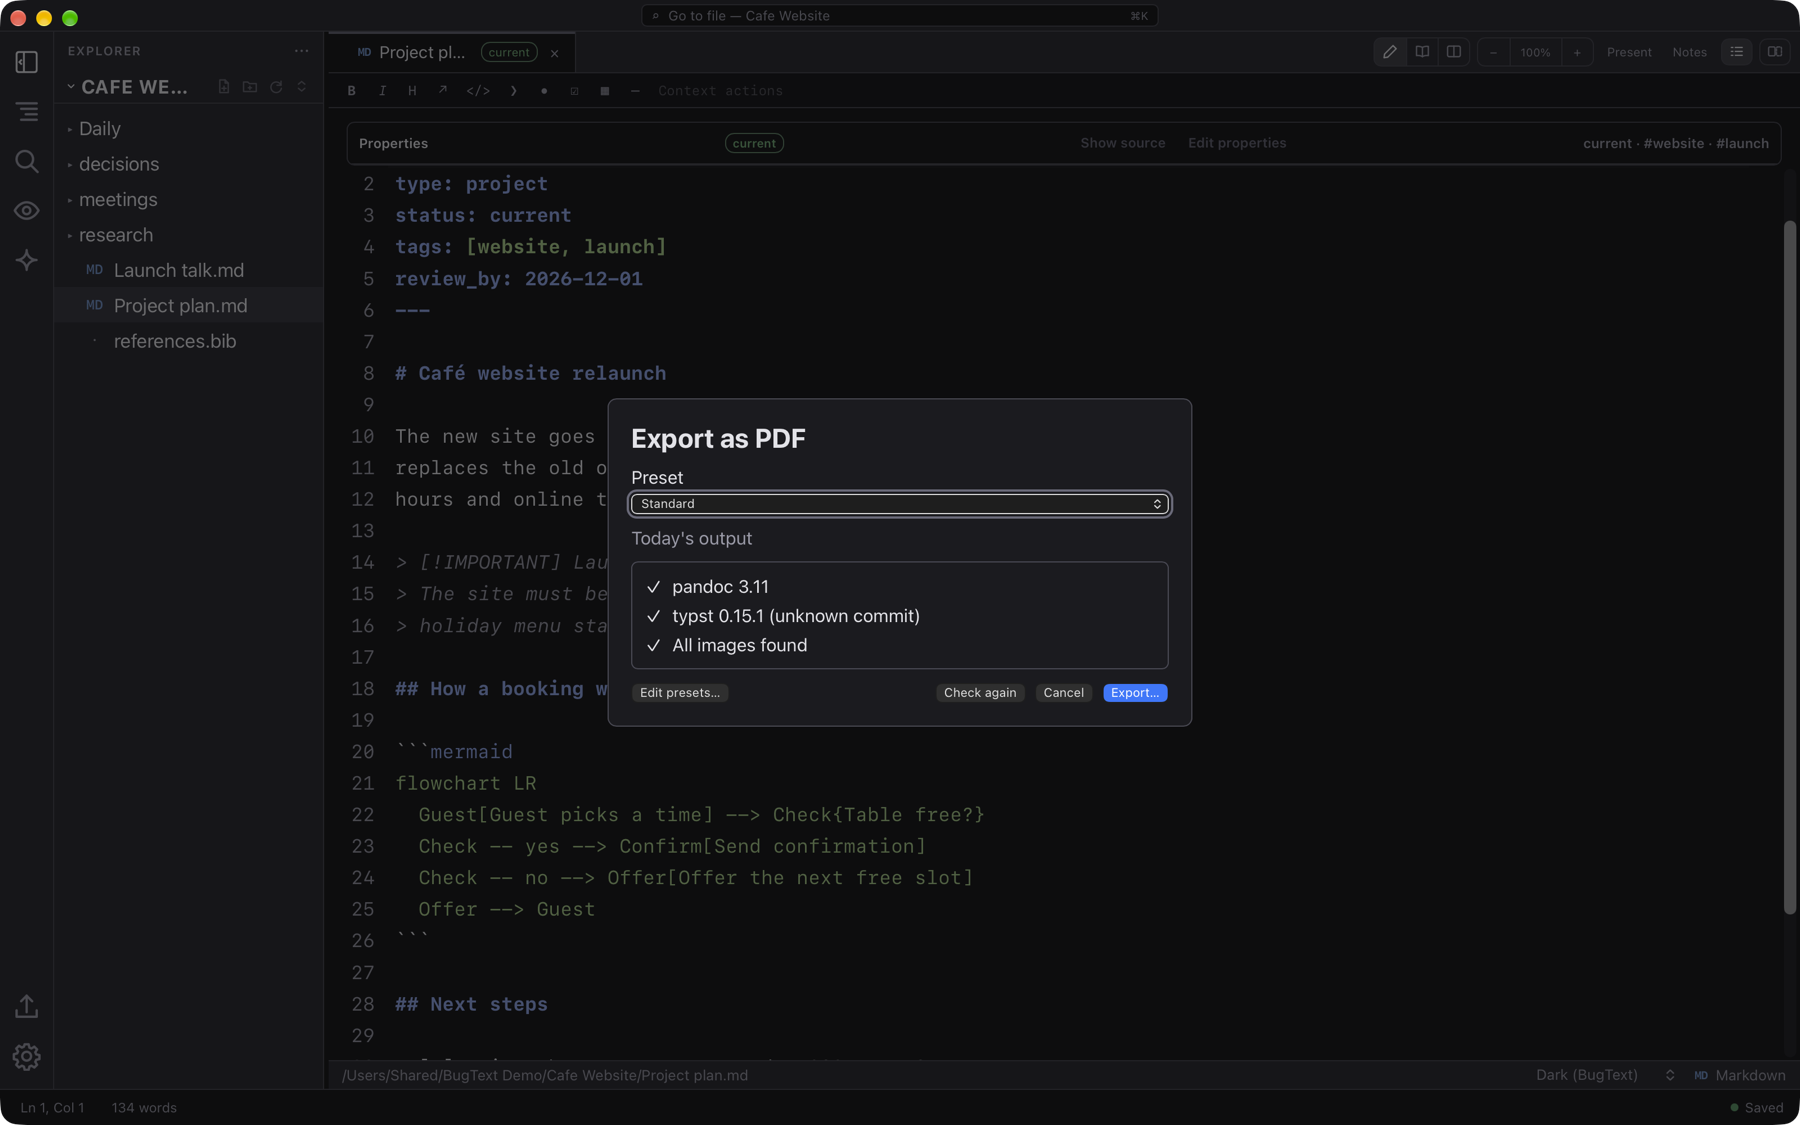 Go to file — Cafe Website
⌘K
EXPLORER
CAFE WE...
Daily
decisions
meetings
research
MD Launch talk.md
MD Project plan.md
references.bib
MD Project pl... current ×
100% Present Notes
B I H </> Context actions
Properties current Show source Edit properties current · #website · #launch
2 type: project
3 status: current
4 tags: [website, launch]
5 review_by: 2026-12-01
6 ---
7
8 # Café website relaunch
9
10 The new site goes
11 replaces the old o
12 hours and online t
13
14 > [!IMPORTANT] Lau
15 > The site must be
16 > holiday menu sta
17
18 ## How a booking w
19
20 ```mermaid
21 flowchart LR
22 Guest[Guest picks a time] --> Check{Table free?}
23 Check -- yes --> Confirm[Send confirmation]
24 Check -- no --> Offer[Offer the next free slot]
25 Offer --> Guest
26 ```
27
28 ## Next steps
29
Export as PDF
Preset
Standard
Today's output
✓ pandoc 3.11
✓ typst 0.15.1 (unknown commit)
✓ All images found
Edit presets... Check again Cancel Export...
/Users/Shared/BugText Demo/Cafe Website/Project plan.md
Dark (BugText) MD Markdown
Ln 1, Col 1 134 words
Saved